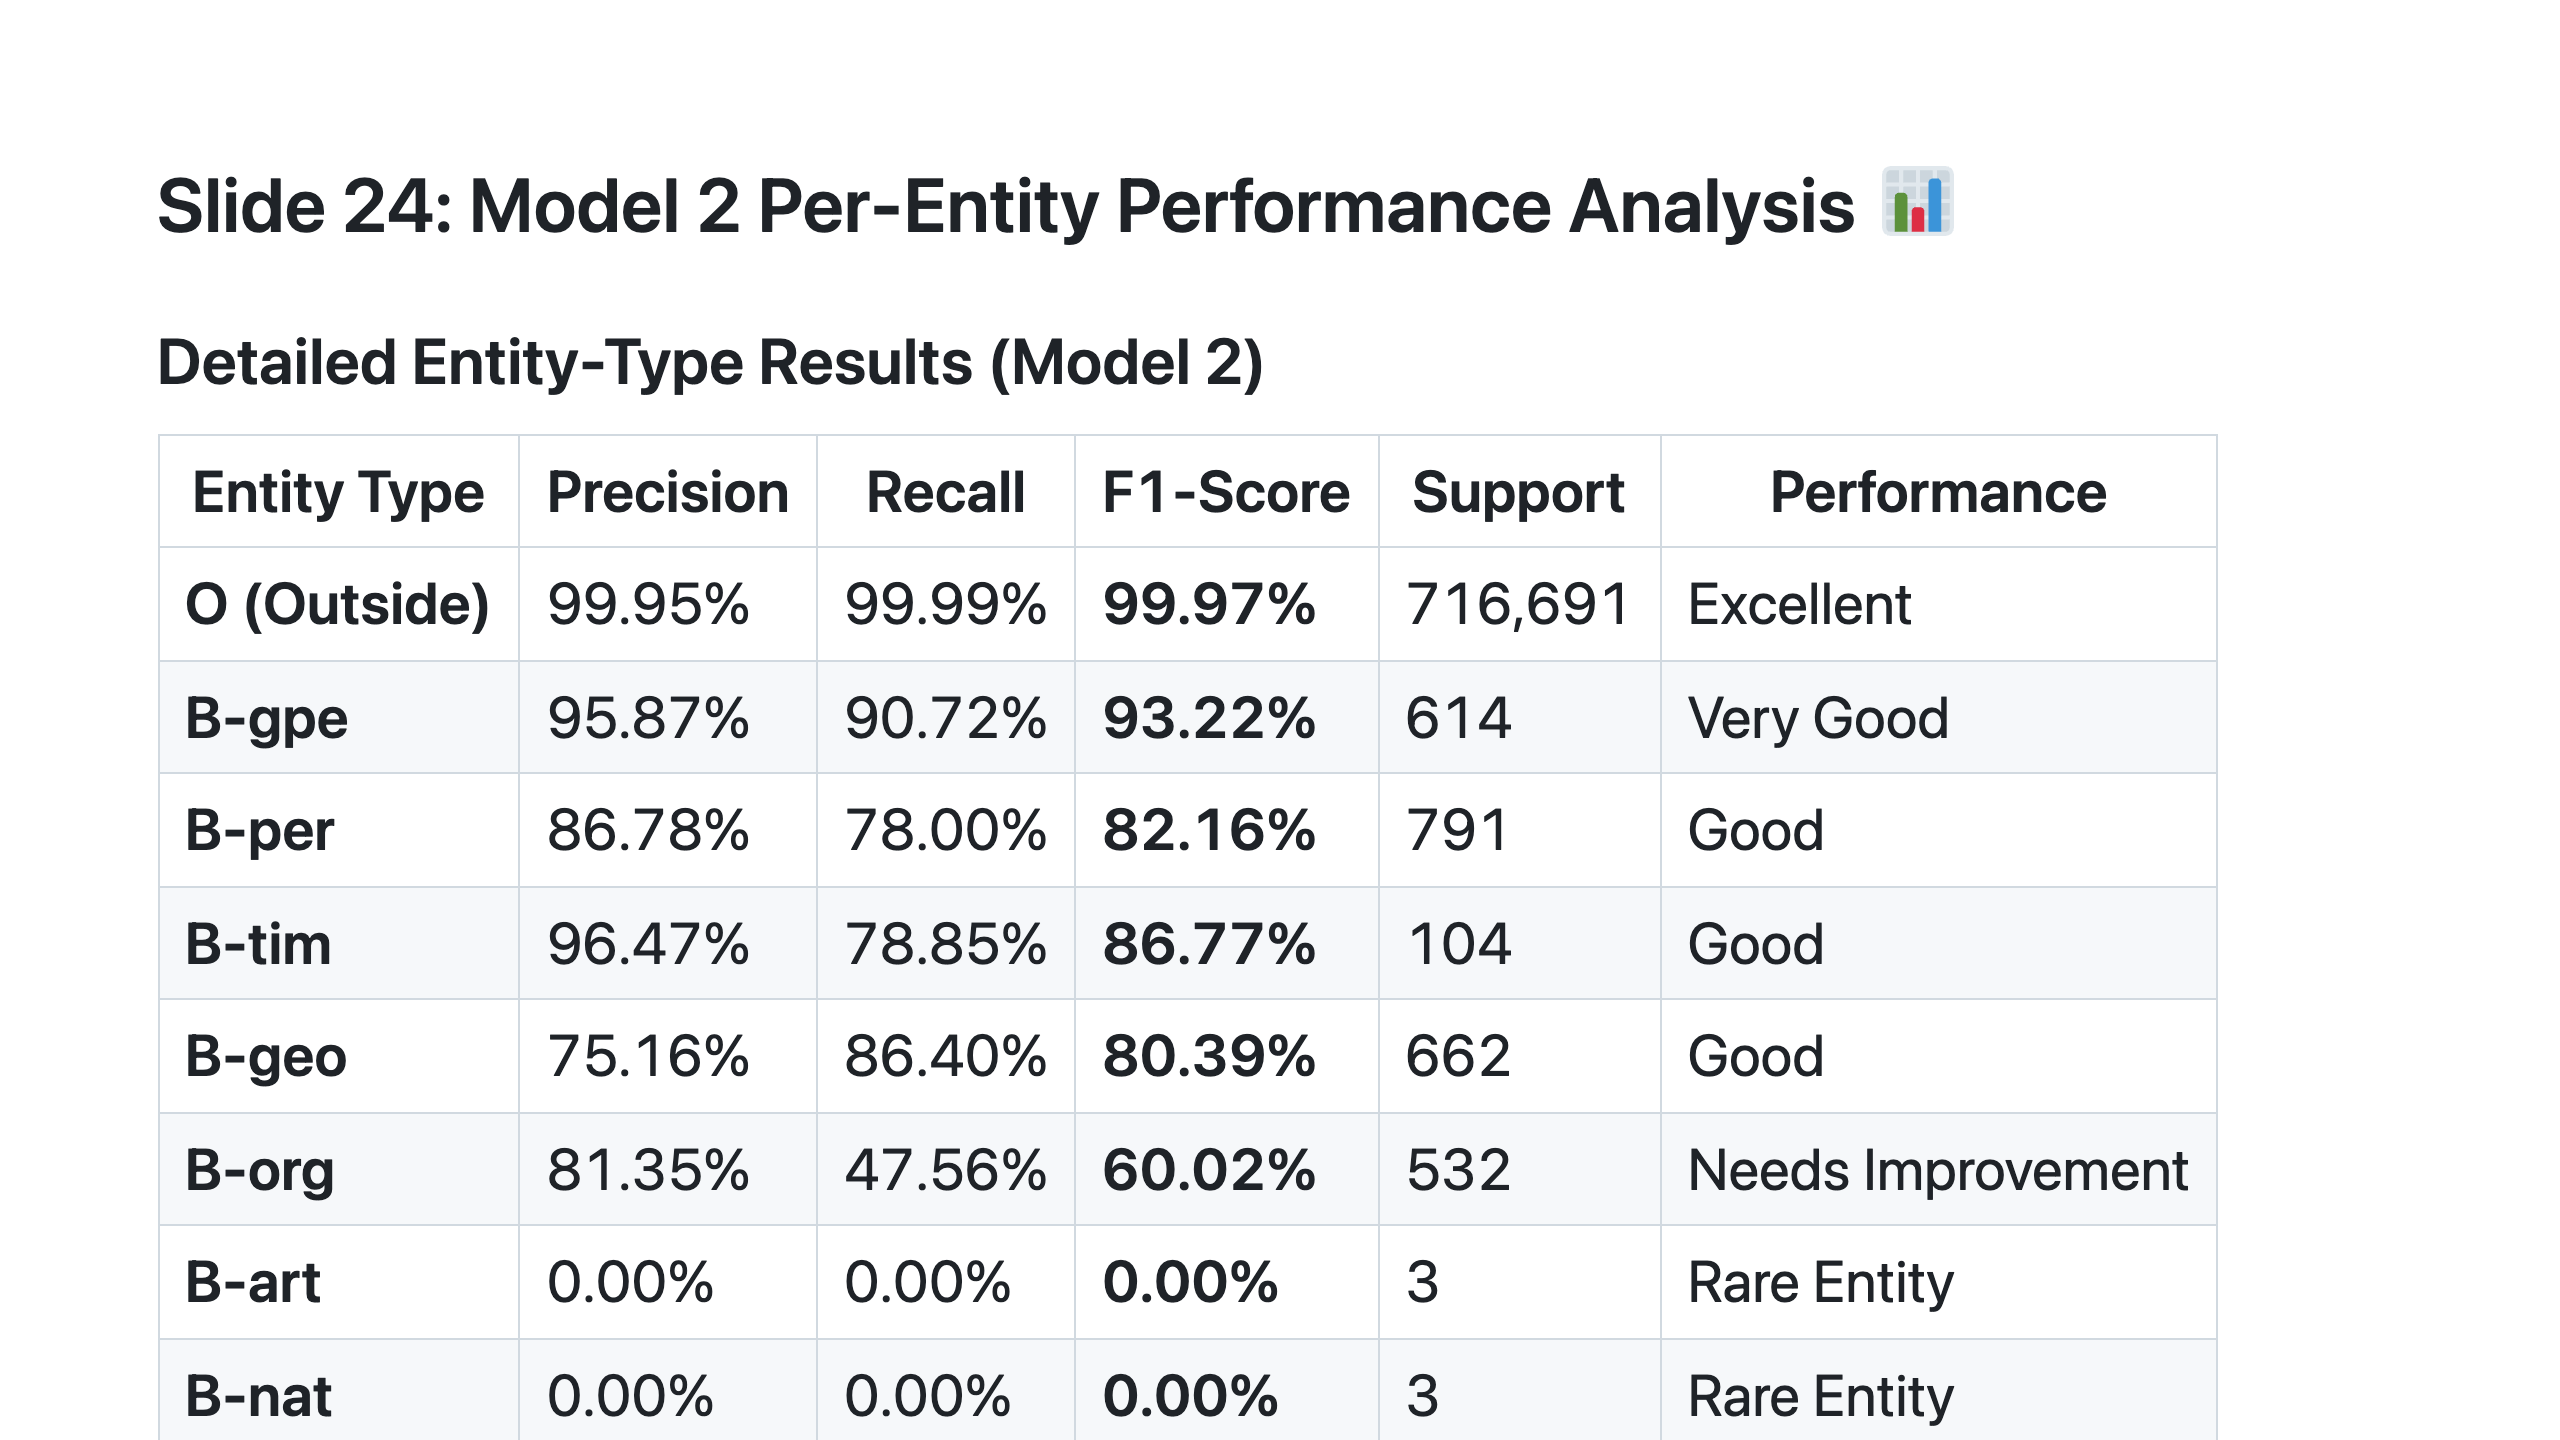 Slide 24: Model 2 Per-Entity Performance Analysis 📊
Detailed Entity-Type Results (Model 2)
Entity Type Precision Recall F1-Score Support Performance
O (Outside) 99.95% 99.99% 99.97% 716,691 Excellent
B-gpe 95.87% 90.72% 93.22% 614 Very Good
B-per 86.78% 78.00% 82.16% 791 Good
B-tim 96.47% 78.85% 86.77% 104 Good
B-geo 75.16% 86.40% 80.39% 662 Good
B-org 81.35% 47.56% 60.02% 532 Needs Improvement
B-art 0.00% 0.00% 0.00% 3 Rare Entity
B-nat 0.00% 0.00% 0.00% 3 Rare Entity